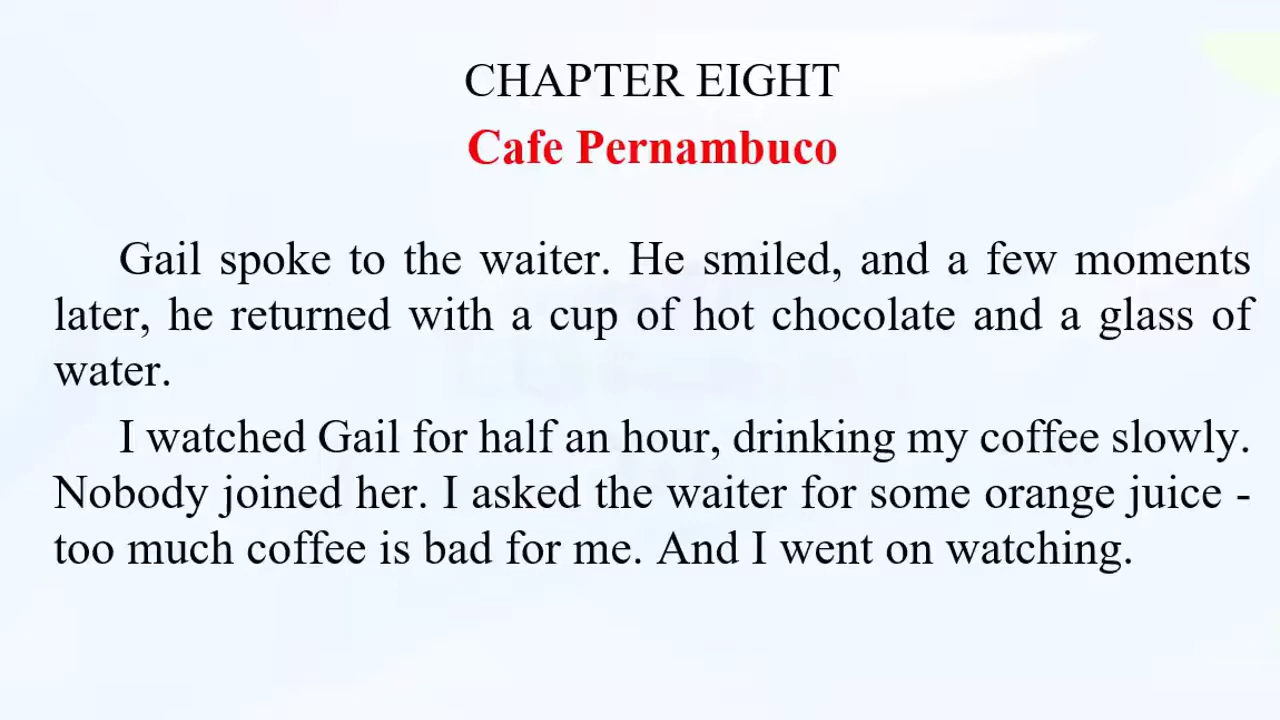 CHAPTER EIGHT
Cafe Pernambuco
Gail spoke to the waiter. He smiled, and a few moments
later, he returned with a cup of hot chocolate and a glass of
water.
I watched Gail for half an hour, drinking my coffee slowly.
Nobody joined her. I asked the waiter for some orange juice -
too much coffee is bad for me. And I went on watching.